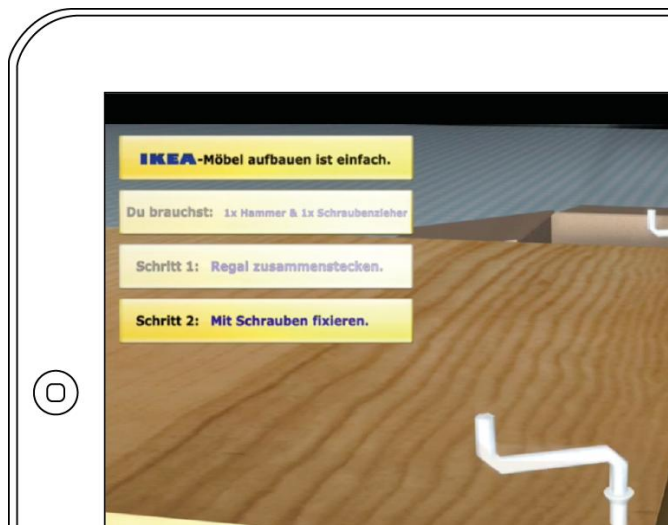 IKEA-Möbel aufbauen ist einfach.
Du brauchst: 1x Hammer & 1x Schraubenzieher
Schritt 1: Regal zusammenstecken.
Schritt 2: Mit Schrauben fixieren.